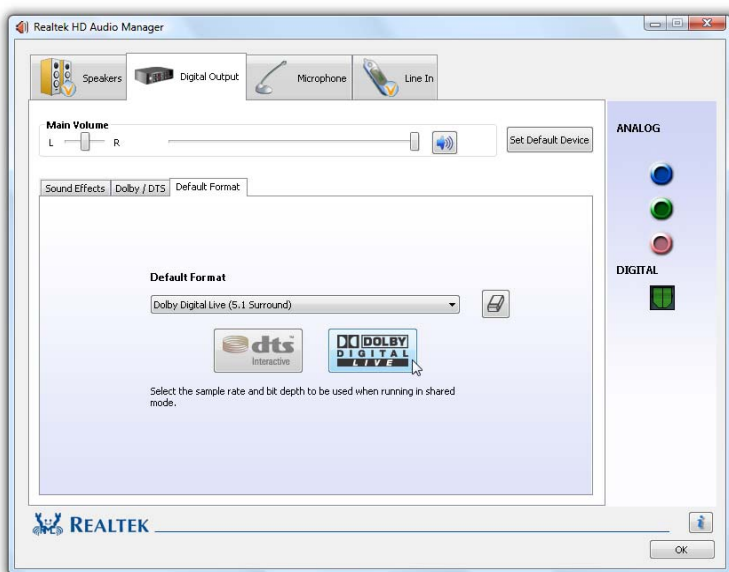 Realtek HD Audio Manager
Speakers
Digital Output
Microphone
Line In
Main Volume
L
R
Set Default Device
ANALOG
Sound Effects
Dolby / DTS
Default Format
Default Format
Dolby Digital Live (5.1 Surround)
dts
Interactive
DOLBY
DIGITAL
LIVE
Select the sample rate and bit depth to be used when running in shared
mode.
DIGITAL
REALTEK
i
OK